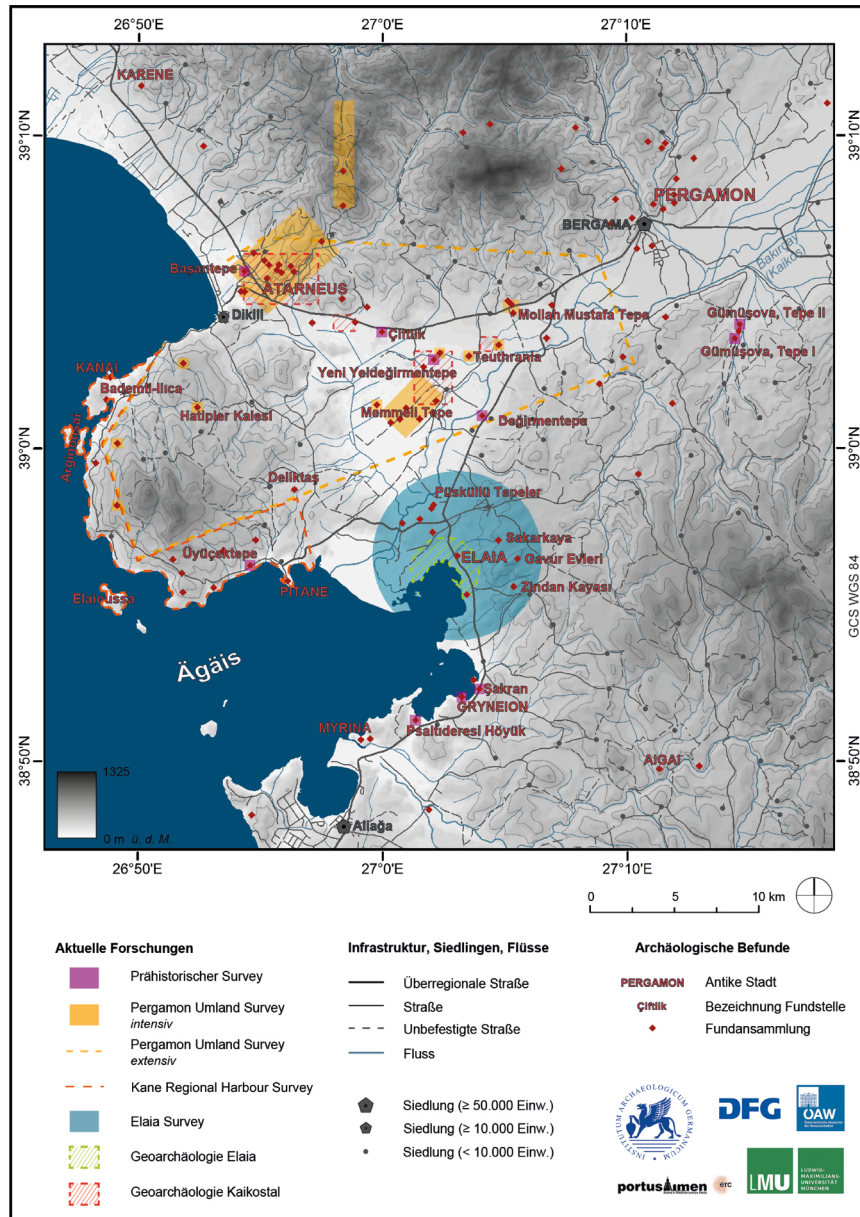 26°50'E
27°0'E
27°10'E
39°10'N
39°0'N
38°50'N
39°10'N
39°0'N
38°50'N
KARENE
PERGAMON
BERGAMA
Bakırçay
(Kaikos)
Başantepe
ATARNEUS
Dikili
Mollah Mustafa Tepe
Gümüşova, Tepe II
Çiftlik
Gümüşova, Tepe I
Teuthrania
KANAI
Yeni Yeldeğirmentepe
Bademli-Ilıca
Hatipler Kalesi
Memmeli Tepe
Değirmentepe
Arginoussai
Deliktaş
Püsküllü Tepeler
Sakarkaya
Üyücektepe
ELAIA
Gavur Evleri
PITANE
Zindan Kayası
Elaioussa
Ägäis
Şakran
GRYNEION
MYRINA
Psaltideresi Höyük
AIGAI
1325
0 m ü. d. M.
Aliağa
GCS WGS 84
26°50'E
27°0'E
27°10'E
0 5 10 km
Aktuelle Forschungen
Prähistorischer Survey
Pergamon Umland Survey
intensiv
Pergamon Umland Survey
extensiv
Kane Regional Harbour Survey
Elaia Survey
Geoarchäologie Elaia
Geoarchäologie Kaikostal
Infrastruktur, Siedlungen, Flüsse
Überregionale Straße
Straße
Unbefestigte Straße
Fluss
Siedlung (≥ 50.000 Einw.)
Siedlung (≥ 10.000 Einw.)
Siedlung (< 10.000 Einw.)
Archäologische Befunde
PERGAMON Antike Stadt
Çiftlik Bezeichnung Fundstelle
Fundansammlung
INSTITUTUM ARCHAEOLOGICUM GERMANICUM
DFG
ÖAW
portuslimen
erc
LMU
LUDWIG-
MAXIMILIANS-
UNIVERSITÄT
MÜNCHEN